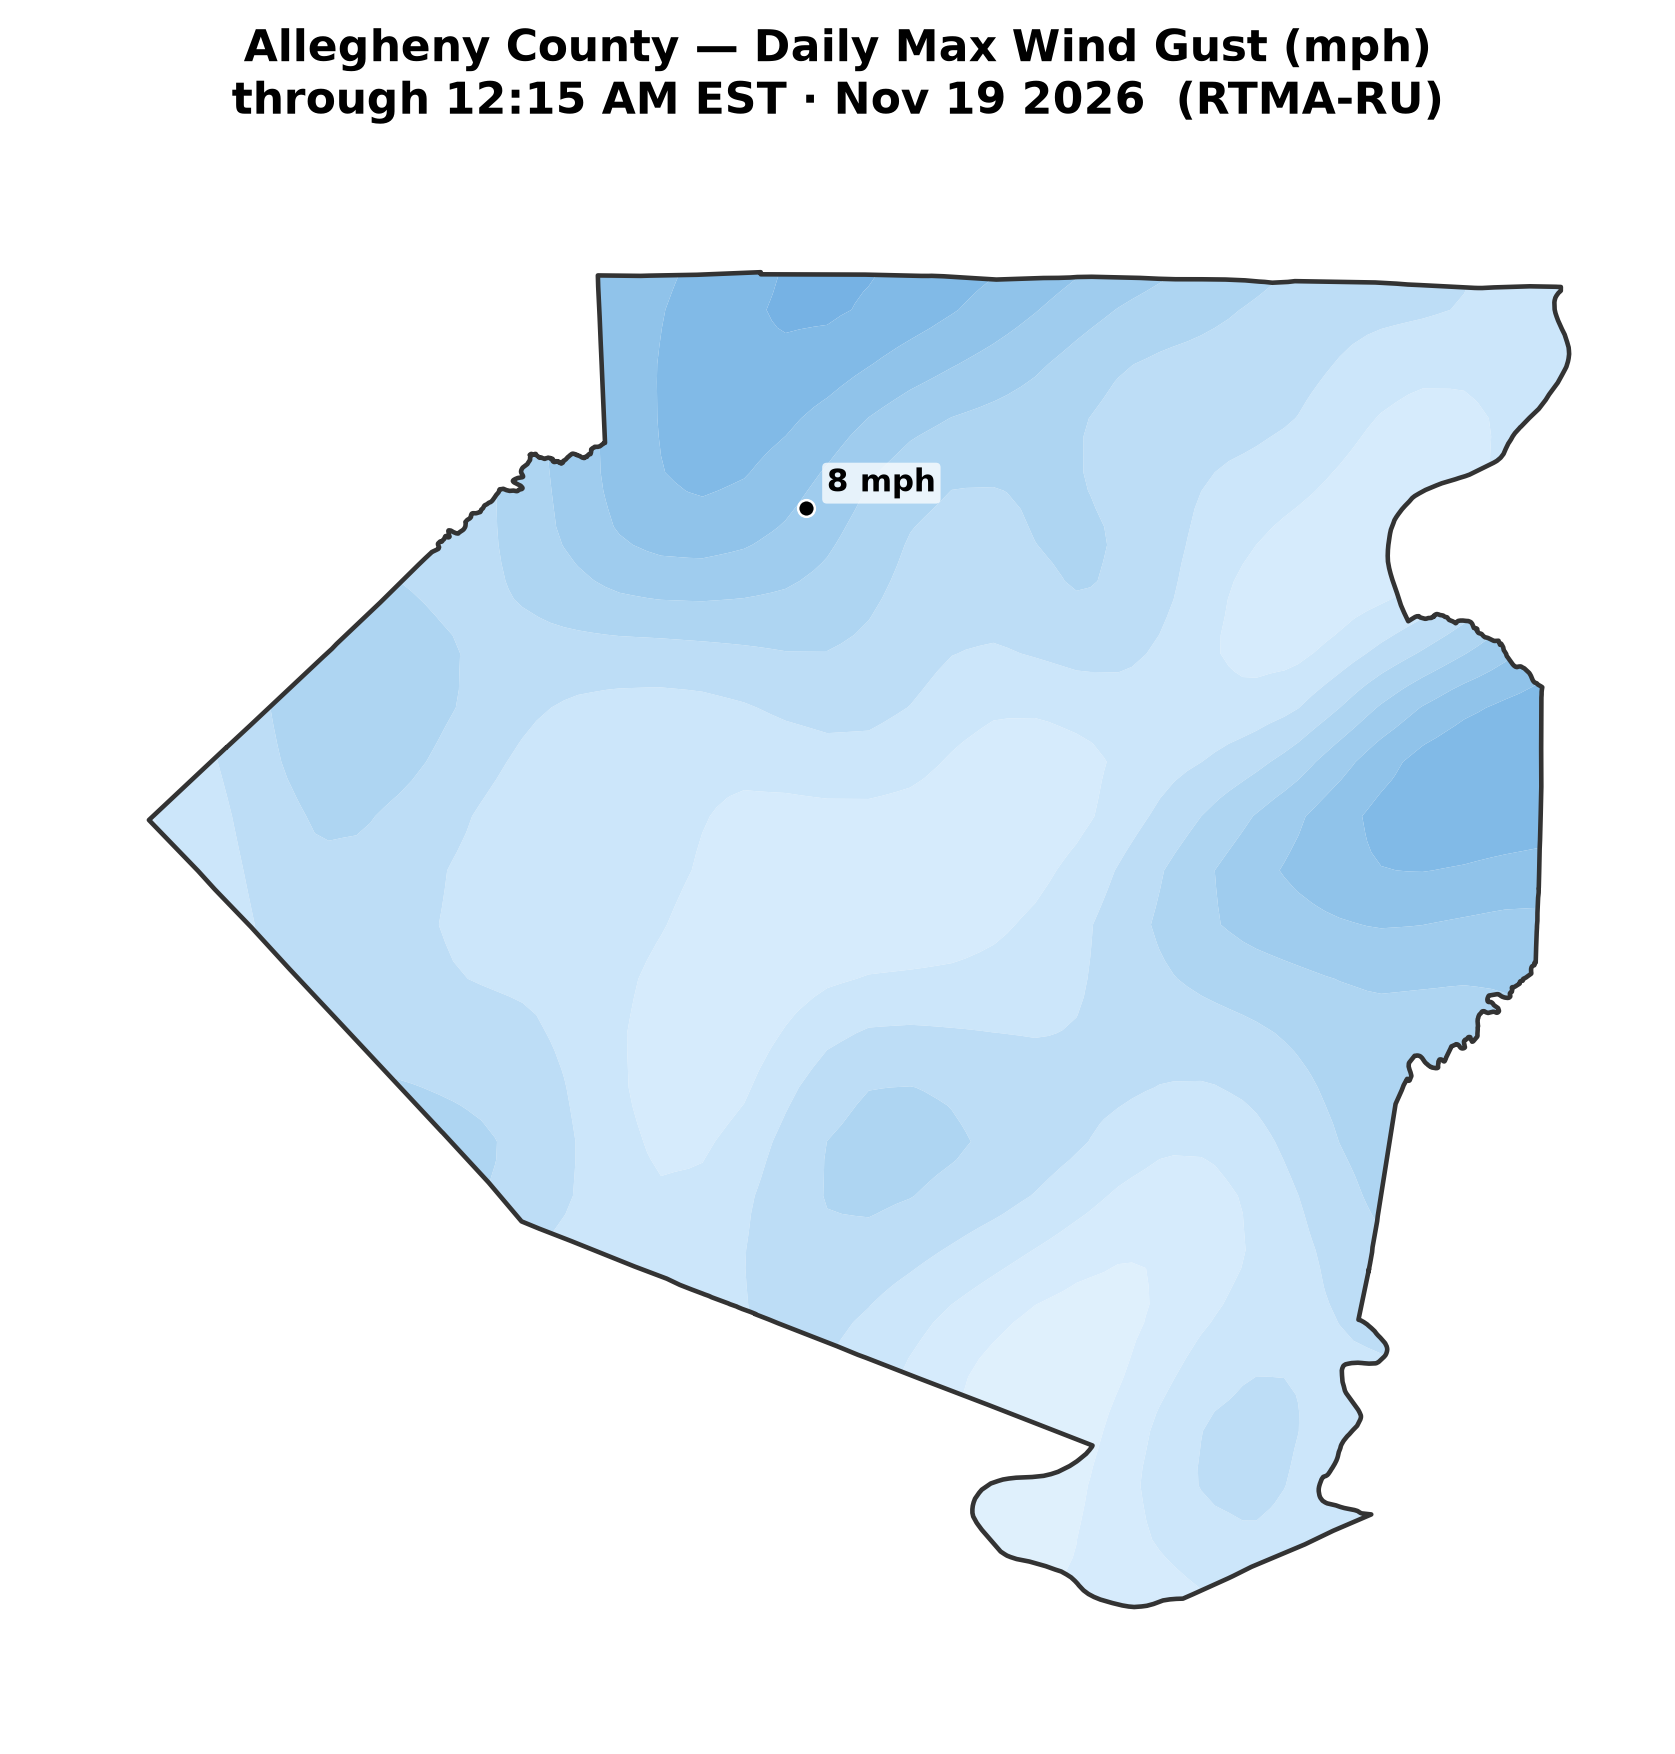 Allegheny County — Daily Max Wind Gust (mph)
through 12:15 AM EST · Nov 19 2026 (RTMA-RU)
8 mph